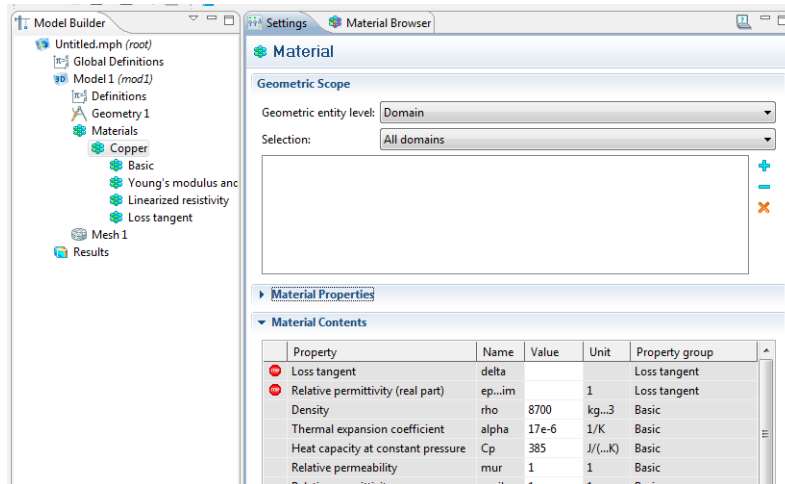 Model Builder
Untitled.mph (root)
Global Definitions
Model 1 (mod1)
Definitions
Geometry 1
Materials
Copper
Basic
Young's modulus and
Linearized resistivity
Loss tangent
Mesh 1
Results
Settings Material Browser
Material
Geometric Scope
Geometric entity level: Domain
Selection: All domains
Material Properties
Material Contents
Property Name Value Unit Property group
Loss tangent delta Loss tangent
Relative permittivity (real part) ep...im 1 Loss tangent
Density rho 8700 kg...3 Basic
Thermal expansion coefficient alpha 17e-6 1/K Basic
Heat capacity at constant pressure Cp 385 J/(...K) Basic
Relative permeability mur 1 1 Basic